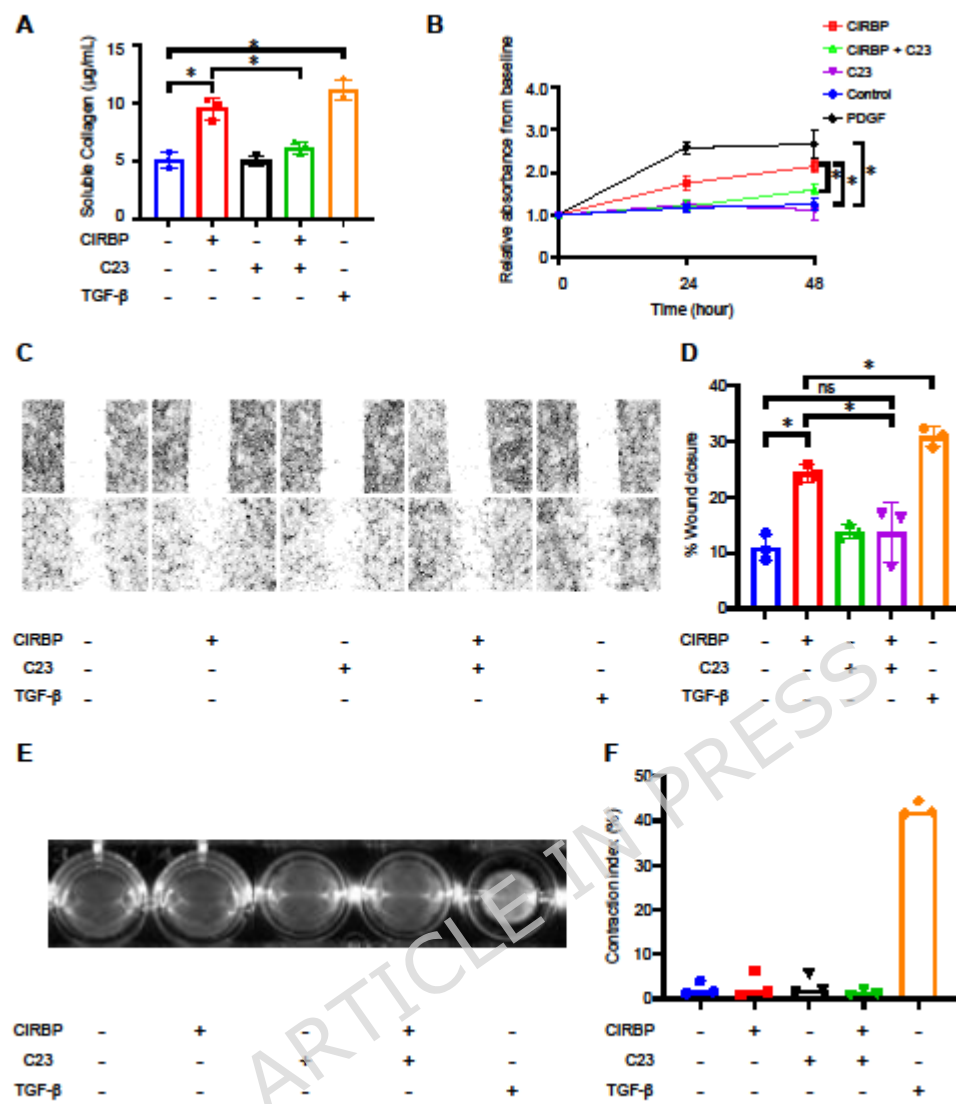 A
Soluble Collagen (µg/mL)
15
10
5
0
* * *
CIRBP - + - + -
C23 - - + + -
TGF-β - - - - +
B
Relative absorbance from baseline
4.0
3.0
2.0
1.0
0
0 24 48
Time (hour)
CIRBP
CIRBP + C23
C23
Control
PDGF
* * *
C
CIRBP - + - + -
C23 - - + + -
TGF-β - - - - +
D
% Wound closure
40
30
20
10
0
*
ns
* *
CIRBP - + - + -
C23 - - + + -
TGF-β - - - - +
E
CIRBP - + - + -
C23 - - + + -
TGF-β - - - - +
F
Contraction index (%)
50
40
30
20
10
0
CIRBP - + - + -
C23 - - + + -
TGF-β - - - - +
ARTICLE IN PRESS